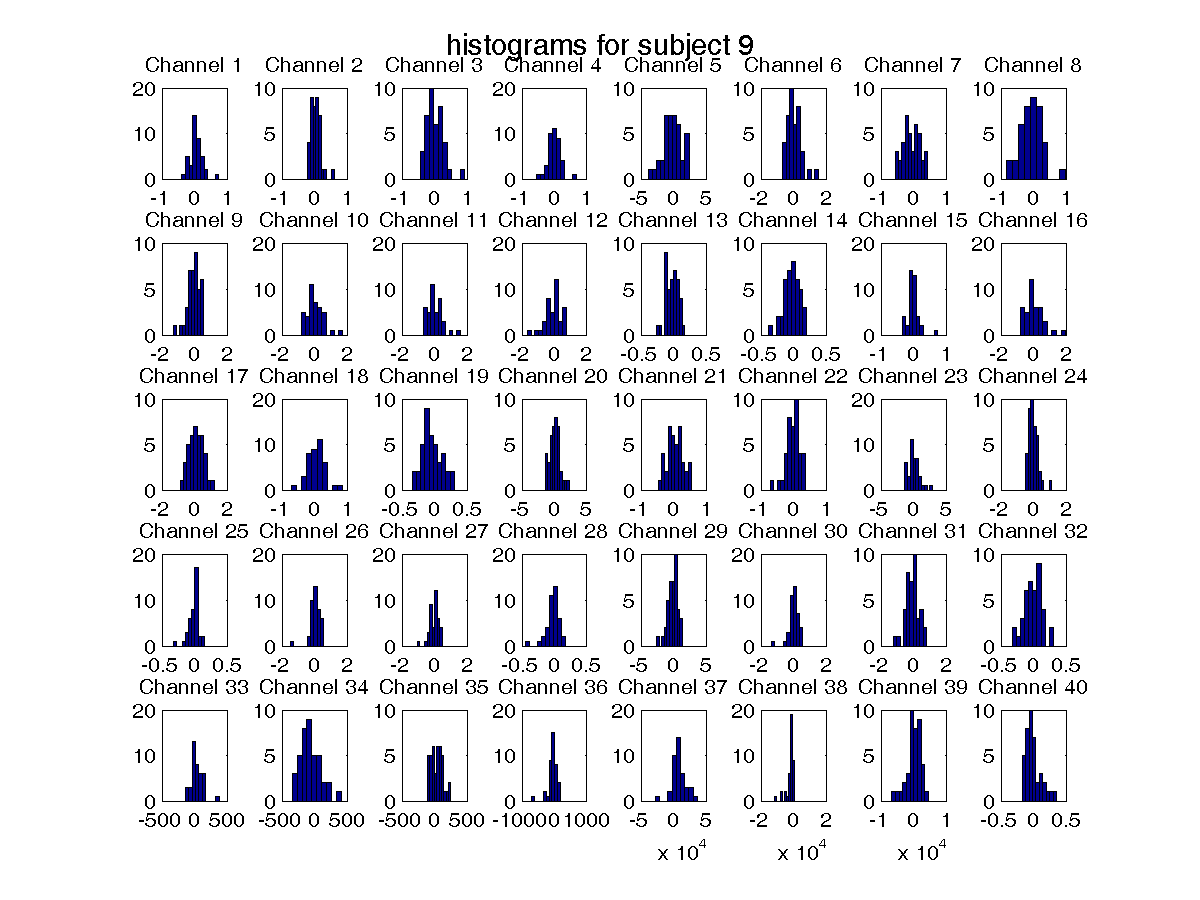 histograms for subject 9
Channel 1 Channel 2 Channel 3 Channel 4 Channel 5 Channel 6 Channel 7 Channel 8
20 10 10 20 10 10 10 10
10 5 5 10 5 5 5 5
0 0 0 0 0 0 0 0
-1 0 1 -1 0 1 -1 0 1 -1 0 1 -5 0 5 -2 0 2 -1 0 1 -1 0 1
Channel 9 Channel 10 Channel 11 Channel 12 Channel 13 Channel 14 Channel 15 Channel 16
10 20 20 20 10 10 20 20
5 10 10 10 5 5 10 10
0 0 0 0 0 0 0 0
-2 0 2 -2 0 2 -2 0 2 -2 0 2 -0.5 0 0.5 -0.5 0 0.5 -1 0 1 -2 0 2
Channel 17 Channel 18 Channel 19 Channel 20 Channel 21 Channel 22 Channel 23 Channel 24
10 20 10 10 10 10 20 10
5 10 5 5 5 5 10 5
0 0 0 0 0 0 0 0
-2 0 2 -1 0 1 -0.5 0 0.5 -5 0 5 -1 0 1 -1 0 1 -5 0 5 -2 0 2
Channel 25 Channel 26 Channel 27 Channel 28 Channel 29 Channel 30 Channel 31 Channel 32
20 20 20 20 10 20 10 10
10 10 10 10 5 10 5 5
0 0 0 0 0 0 0 0
-0.5 0 0.5 -2 0 2 -2 0 2 -0.5 0 0.5 -5 0 5 -2 0 2 -2 0 2 -0.5 0 0.5
Channel 33 Channel 34 Channel 35 Channel 36 Channel 37 Channel 38 Channel 39 Channel 40
20 10 10 20 20 20 10 20
10 5 5 10 10 10 5 10
0 0 0 0 0 0 0 0
-500 0 500 -500 0 500 -500 0 500 -1000 0 1000 -5 0 5 -2 0 2 -1 0 1 -0.5 0 0.5
x 10^4 x 10^4 x 10^4